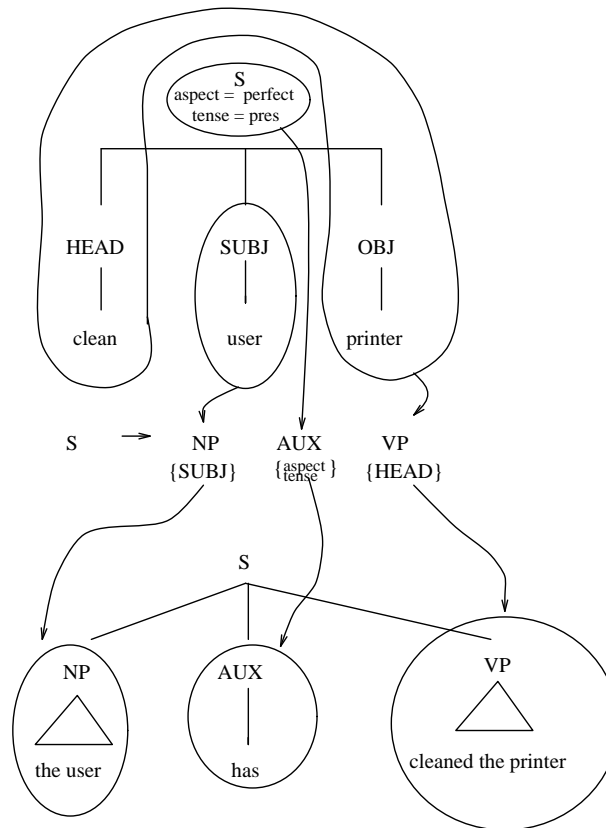 S
aspect = perfect
tense = pres
HEAD SUBJ OBJ
clean user printer
S NP AUX VP
{SUBJ} {aspect tense} {HEAD}
S
NP AUX VP
the user has cleaned the printer